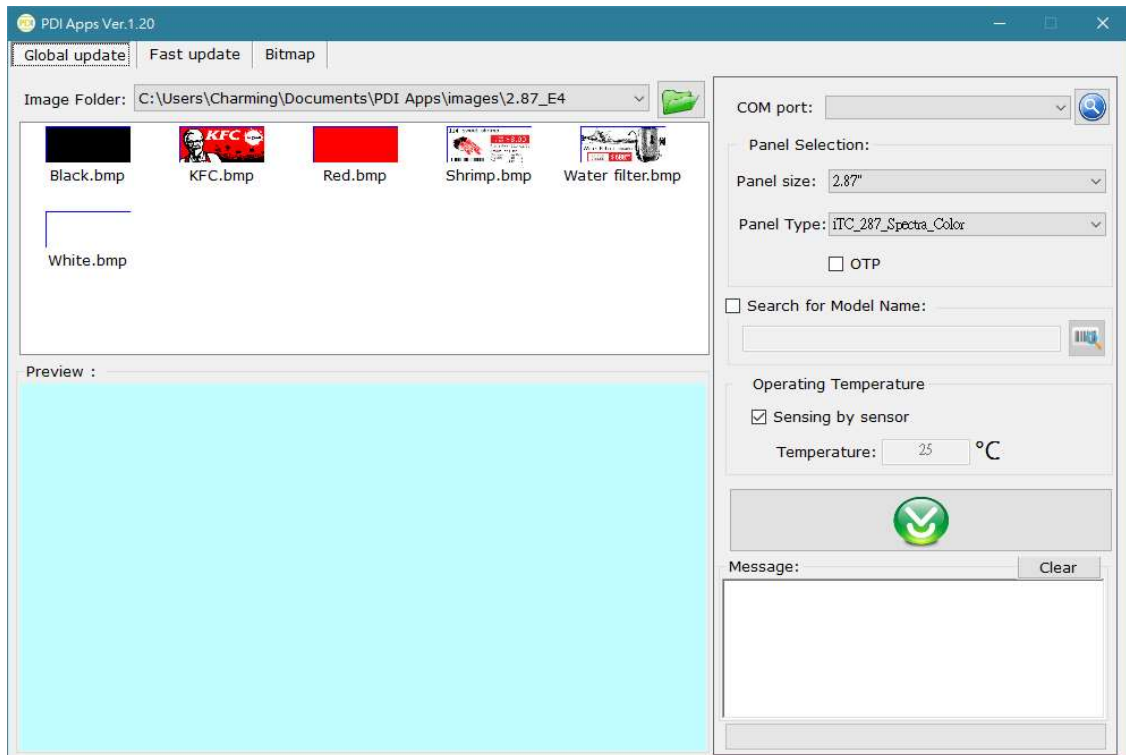 PDI Apps Ver.1.20
Global update
Fast update
Bitmap
Image Folder:
C:\Users\Charming\Documents\PDI Apps\images\2.87_E4
KFC
Black.bmp
KFC.bmp
Red.bmp
Shrimp.bmp
Water filter.bmp
White.bmp
Preview :
COM port:
Panel Selection:
Panel size:
2.87"
Panel Type:
iTC_287_Spectra_Color
OTP
Search for Model Name:
Operating Temperature
Sensing by sensor
Temperature:
25
°C
Message:
Clear